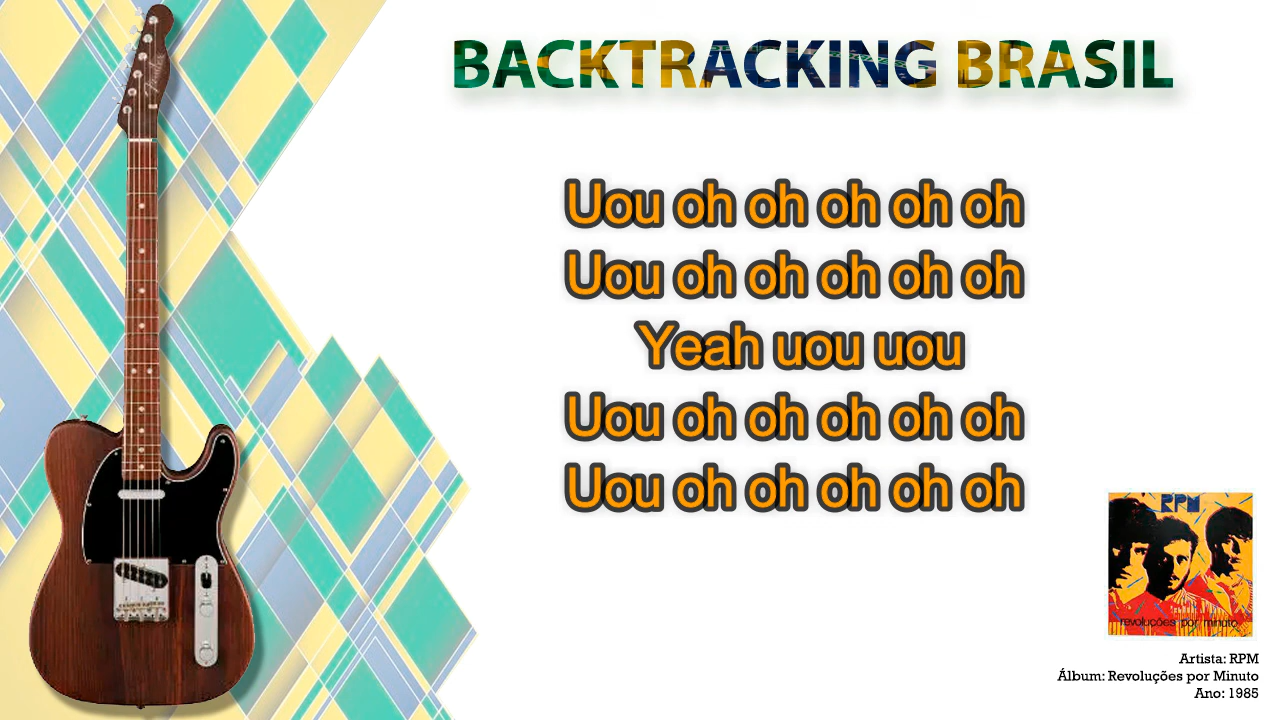 BACKTRACKING BRASIL
Uou oh oh oh oh oh
Uou oh oh oh oh oh
Yeah uou uou
Uou oh oh oh oh oh
Uou oh oh oh oh oh
RPM
revoluções por minuto
Artista: RPM
Álbum: Revoluções por Minuto
Ano: 1985
Fender